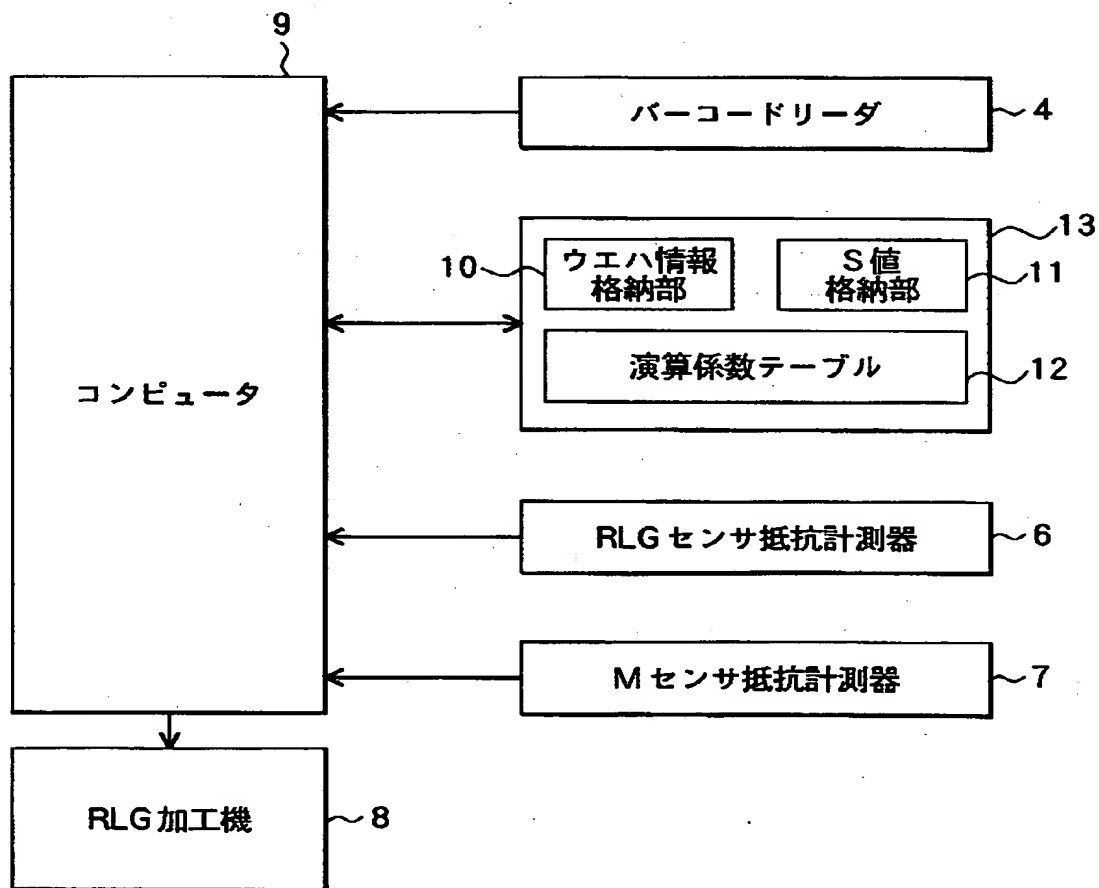 9
バーコードリーダ
4
13
10
ウエハ情報
格納部
S値
格納部
11
演算係数テーブル
12
コンピュータ
RLGセンサ抵抗計測器
6
Mセンサ抵抗計測器
7
RLG加工機
8